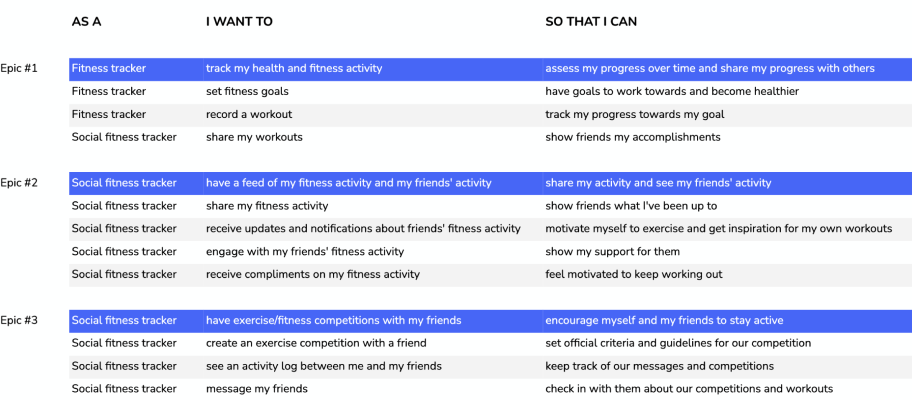 AS A I WANT TO SO THAT I CAN
Epic #1 Fitness tracker track my health and fitness activity assess my progress over time and share my progress with others
Fitness tracker set fitness goals have goals to work towards and become healthier
Fitness tracker record a workout track my progress towards my goal
Social fitness tracker share my workouts show friends my accomplishments
Epic #2 Social fitness tracker have a feed of my fitness activity and my friends' activity share my activity and see my friends' activity
Social fitness tracker share my fitness activity show friends what I've been up to
Social fitness tracker receive updates and notifications about friends' fitness activity motivate myself to exercise and get inspiration for my own workouts
Social fitness tracker engage with my friends' fitness activity show my support for them
Social fitness tracker receive compliments on my fitness activity feel motivated to keep working out
Epic #3 Social fitness tracker have exercise/fitness competitions with my friends encourage myself and my friends to stay active
Social fitness tracker create an exercise competition with a friend set official criteria and guidelines for our competition
Social fitness tracker see an activity log between me and my friends keep track of our messages and competitions
Social fitness tracker message my friends check in with them about our competitions and workouts